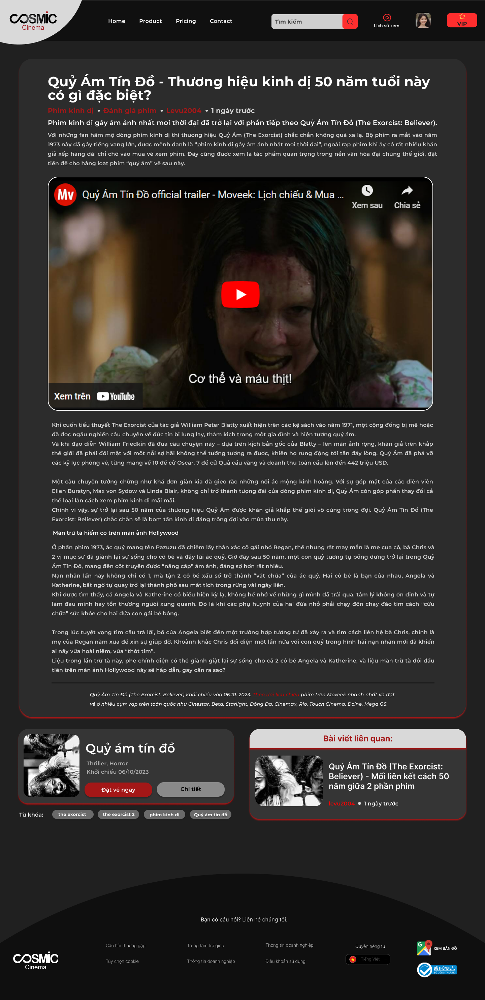 COSMIC
Cinema
Home
Product
Pricing
Contact
Tìm kiếm
Lịch sử xem
VIP
Quỷ Ám Tín Đồ - Thương hiệu kinh dị 50 năm tuổi này
có gì đặc biệt?
Phim kinh dị • Đánh giá phim • Levu2004 • 1 ngày trước
Phim kinh dị gây ám ảnh nhất mọi thời đại đã trở lại với phần tiếp theo Quỷ Ám Tín Đồ (The Exorcist: Believer).
Với những fan hâm mộ dòng phim kinh dị thì thương hiệu Quỷ Ám (The Exorcist) chắc chắn không quá xa lạ. Bộ phim ra mắt vào năm
1973 này đã gây tiếng vang lớn, được mệnh danh là “phim kinh dị gây ám ảnh nhất mọi thời đại”, ngoài rạp phim khi ấy có rất nhiều khán
giả xếp hàng dài chỉ chờ vào mua vé xem phim. Đây cũng được xem là tác phẩm quan trọng trong nền văn hóa đại chúng thế giới, đặt
tiền đề cho hàng loạt phim “quỷ ám” về sau này.
Mv
Quỷ Ám Tín Đồ official trailer - Moveek: Lịch chiếu & Mua ...
Xem sau
Chia sẻ
Cơ thể và máu thịt!
Xem trên YouTube
Khi cuốn tiểu thuyết The Exorcist của tác giả William Peter Blatty xuất hiện trên các kệ sách vào năm 1971, một cộng đồng bị mê hoặc
đã đọc ngấu nghiến câu chuyện về đức tin bị lung lay, thảm kịch trong một gia đình và hiện tượng quỷ ám.
Và khi đạo diễn William Friedkin đã đưa câu chuyện này – dựa trên kịch bản gốc của Blatty – lên màn ảnh rộng, khán giả trên khắp
thế giới đã phải đối mặt với một nỗi sợ hãi không thể tưởng tượng ra được, khiến họ rung động tới tận đáy lòng. Quỷ Ám đã phá vỡ
các kỷ lục phòng vé, từng mang về 10 đề cử Oscar, 7 đề cử Quả cầu vàng và doanh thu toàn cầu lên đến 442 triệu USD.
Một câu chuyện tưởng chừng như khá đơn giản kia đã gieo rắc những nỗi ác mộng kinh hoàng. Với sự góp mặt của các diễn viên
Ellen Burstyn, Max von Sydow và Linda Blair, không chỉ trở thành tượng đài của dòng phim kinh dị, Quỷ Ám còn góp phần thay đổi cả
thể loại lẫn cách xem phim kinh dị mãi mãi.
Chính vì vậy, sự trở lại sau 50 năm của thương hiệu Quỷ Ám được khán giả khắp thế giới vô cùng trông đợi. Quỷ Ám Tín Đồ (The
Exorcist: Believer) chắc chắn sẽ là bom tấn kinh dị đáng trông đợi vào mùa thu này.
Màn trừ tà hiếm có trên màn ảnh Hollywood
Ở phần phim 1973, ác quỷ mang tên Pazuzu đã chiếm lấy thân xác cô gái nhỏ Regan, thế nhưng rất may mắn là mẹ của cô, bà Chris và
2 vị mục sư đã giành lại sự sống cho cô bé và đẩy lùi ác quỷ. Giờ đây sau 50 năm, một con quỷ tương tự bỗng dưng trở lại trong Quỷ
Ám Tín Đồ, mang đến cốt truyện được “nâng cấp” ám ảnh, đáng sợ hơn rất nhiều.
Nạn nhân lần này không chỉ có 1, mà tận 2 cô bé xấu số trở thành “vật chứa” của ác quỷ. Hai cô bé là bạn của nhau, Angela và
Katherine, bất ngờ tự quay trở lại thành phố sau mất tích trong rừng vài ngày liền.
Khi được tìm thấy, cả Angela và Katherine có biểu hiện kỳ lạ, không hề nhớ về những gì mình đã trải qua, tâm lý không ổn định và tự
làm đau mình hay tổn thương người xung quanh. Đó là khi các phụ huynh của hai đứa nhỏ phải chạy đôn chạy đáo tìm cách “cứu
chữa” sức khỏe cho hai đứa con gái bé bỏng.
Trong lúc tuyệt vọng tìm câu trả lời, bố của Angela biết đến một trường hợp tương tự đã xảy ra và tìm cách liên hệ bà Chris, chính là
mẹ của Regan năm xưa để xin sự giúp đỡ. Khoảnh khắc Chris đối diện một lần nữa với con quỷ trong hình hài nạn nhân mới đã khiến
ai nấy vừa hoài niệm, vừa “thót tim”.
Liệu trong lần trừ tà này, phe chính diện có thể giành giật lại sự sống cho cả 2 cô bé Angela và Katherine, và liệu màn trừ tà đôi đầu
tiên trên màn ảnh Hollywood này sẽ hấp dẫn, gay cấn ra sao?
Quỷ Ám Tín Đồ (The Exorcist: Believer) khởi chiếu vào 06.10. 2023. Theo dõi lịch chiếu phim trên Moveek nhanh nhất và đặt
vé ở nhiều cụm rạp trên toàn quốc như Cinestar, Beta, Starlight, Đống Đa, Cinemax, Rio, Touch Cinema, Dcine, Mega GS.
Quỷ ám tín đồ
Thriller, Horror
Khởi chiếu 06/10/2023
Đặt vé ngay
Chi tiết
Từ khóa:
the exorcist
the exorcist 2
phim kinh dị
Quỷ ám tin đồ
Bài viết liên quan:
Quỷ Ám Tín Đồ (The Exorcist:
Believer) - Mối liên kết cách 50
năm giữa 2 phần phim
levu2004 • 1 ngày trước
Bạn có câu hỏi? Liên hệ chúng tôi.
COSMIC
Cinema
Câu hỏi thường gặp
Trung tâm trợ giúp
Thông tin doanh nghiệp
Quyền riêng tư
Tùy chọn cookie
Thông tin doanh nghiệp
Điều khoản sử dụng
Tiếng Việt
G
XEM BẢN ĐỒ
ĐÃ THÔNG BÁO
BỘ CÔNG THƯƠNG